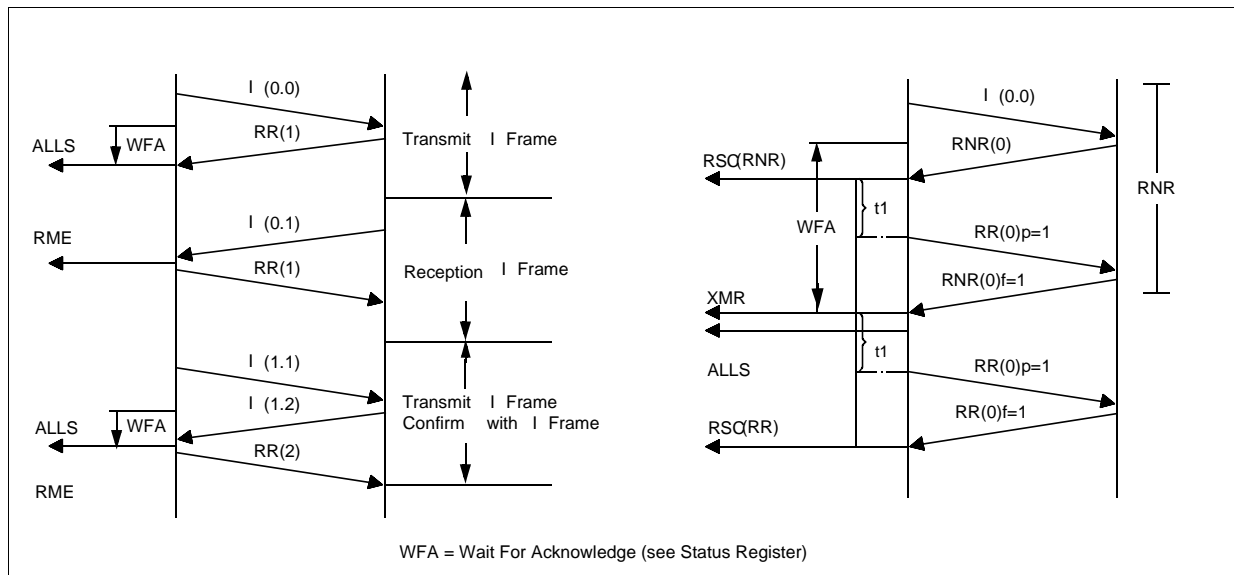 I (0.0)
RR(1)
WFA
ALLS
Transmit I Frame
I (0.1)
RME
RR(1)
Reception I Frame
I (1.1)
I (1.2)
WFA
ALLS
RR(2)
RME
Transmit I Frame
Confirm with I Frame
I (0.0)
RNR(0)
RSC(RNR)
RNR
t1
WFA
RR(0)p=1
RNR(0)f=1
XMR
t1
ALLS
RR(0)p=1
RR(0)f=1
RSC(RR)
WFA = Wait For Acknowledge (see Status Register)